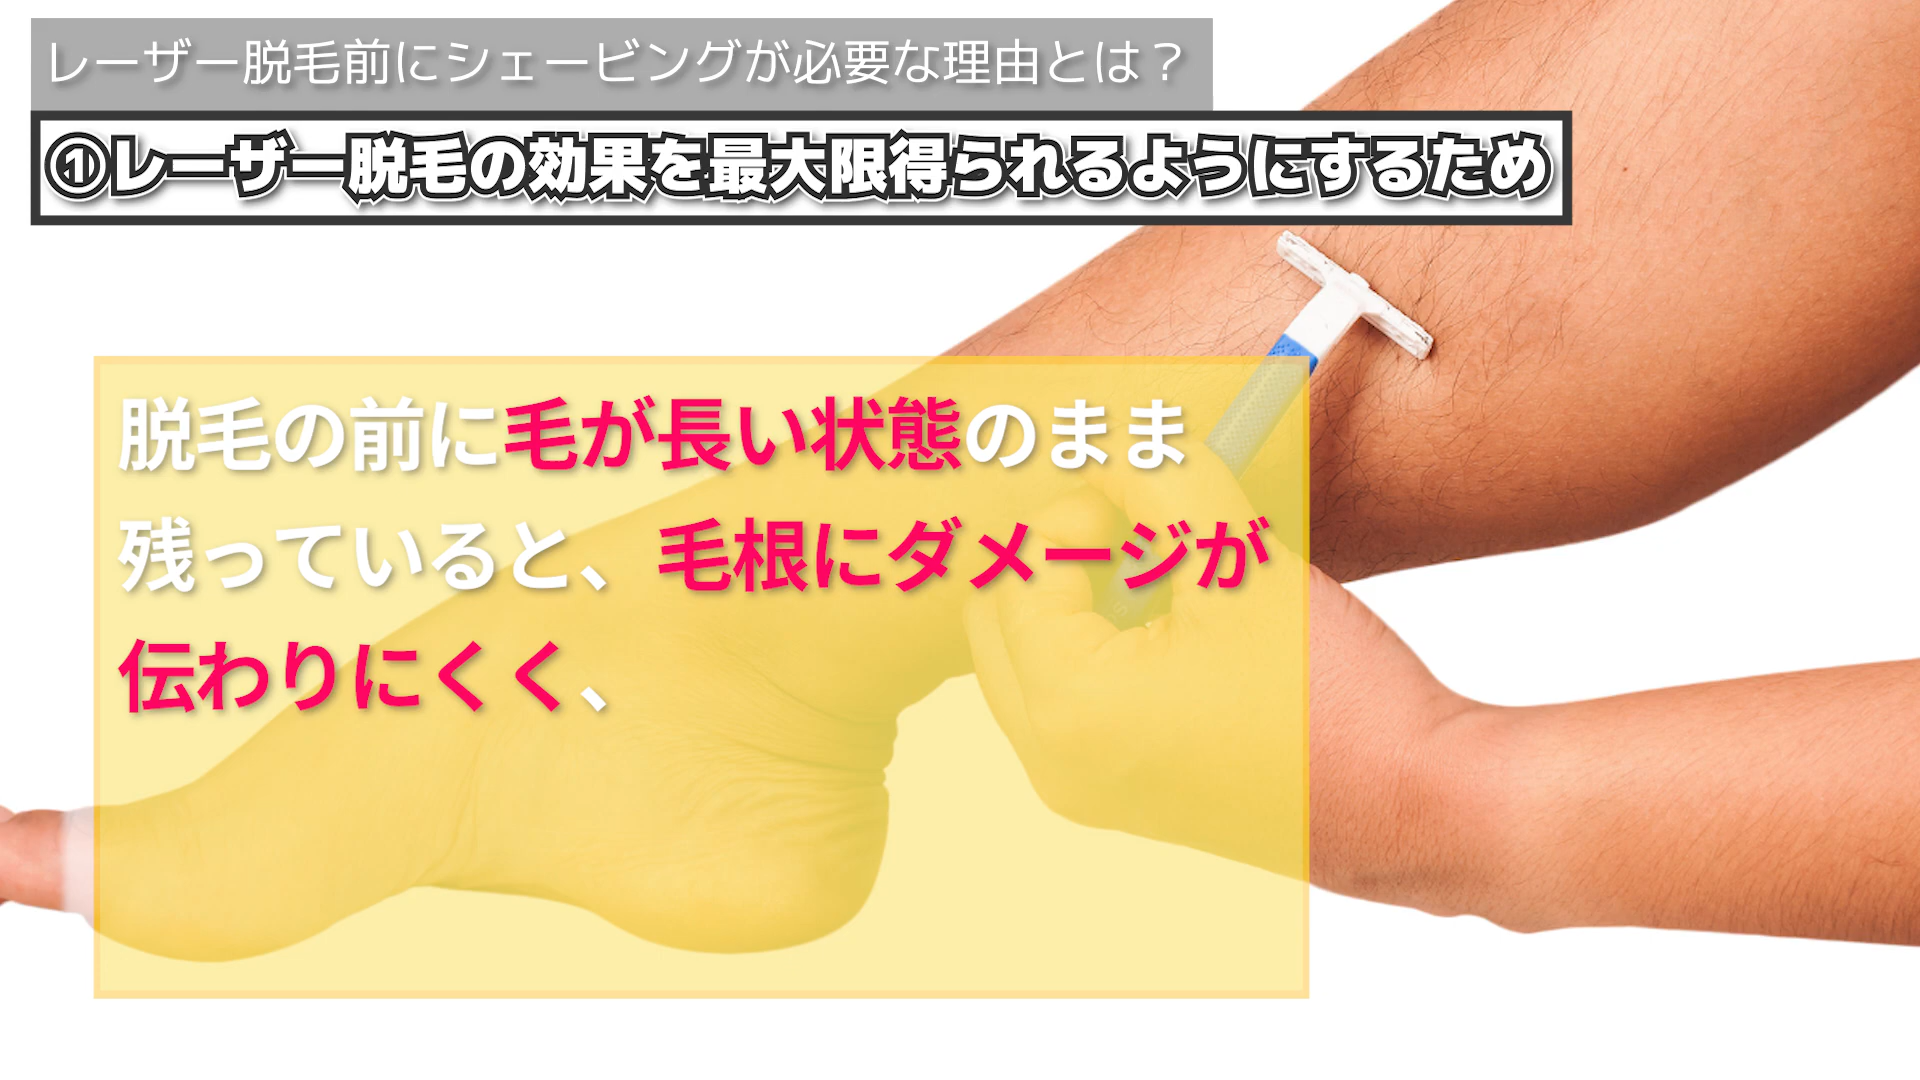 レーザー脱毛前にシェービングが必要な理由とは？
①レーザー脱毛の効果を最大限得られるようにするため
脱毛の前に毛が長い状態のまま
残っていると、毛根にダメージが
伝わりにくく、